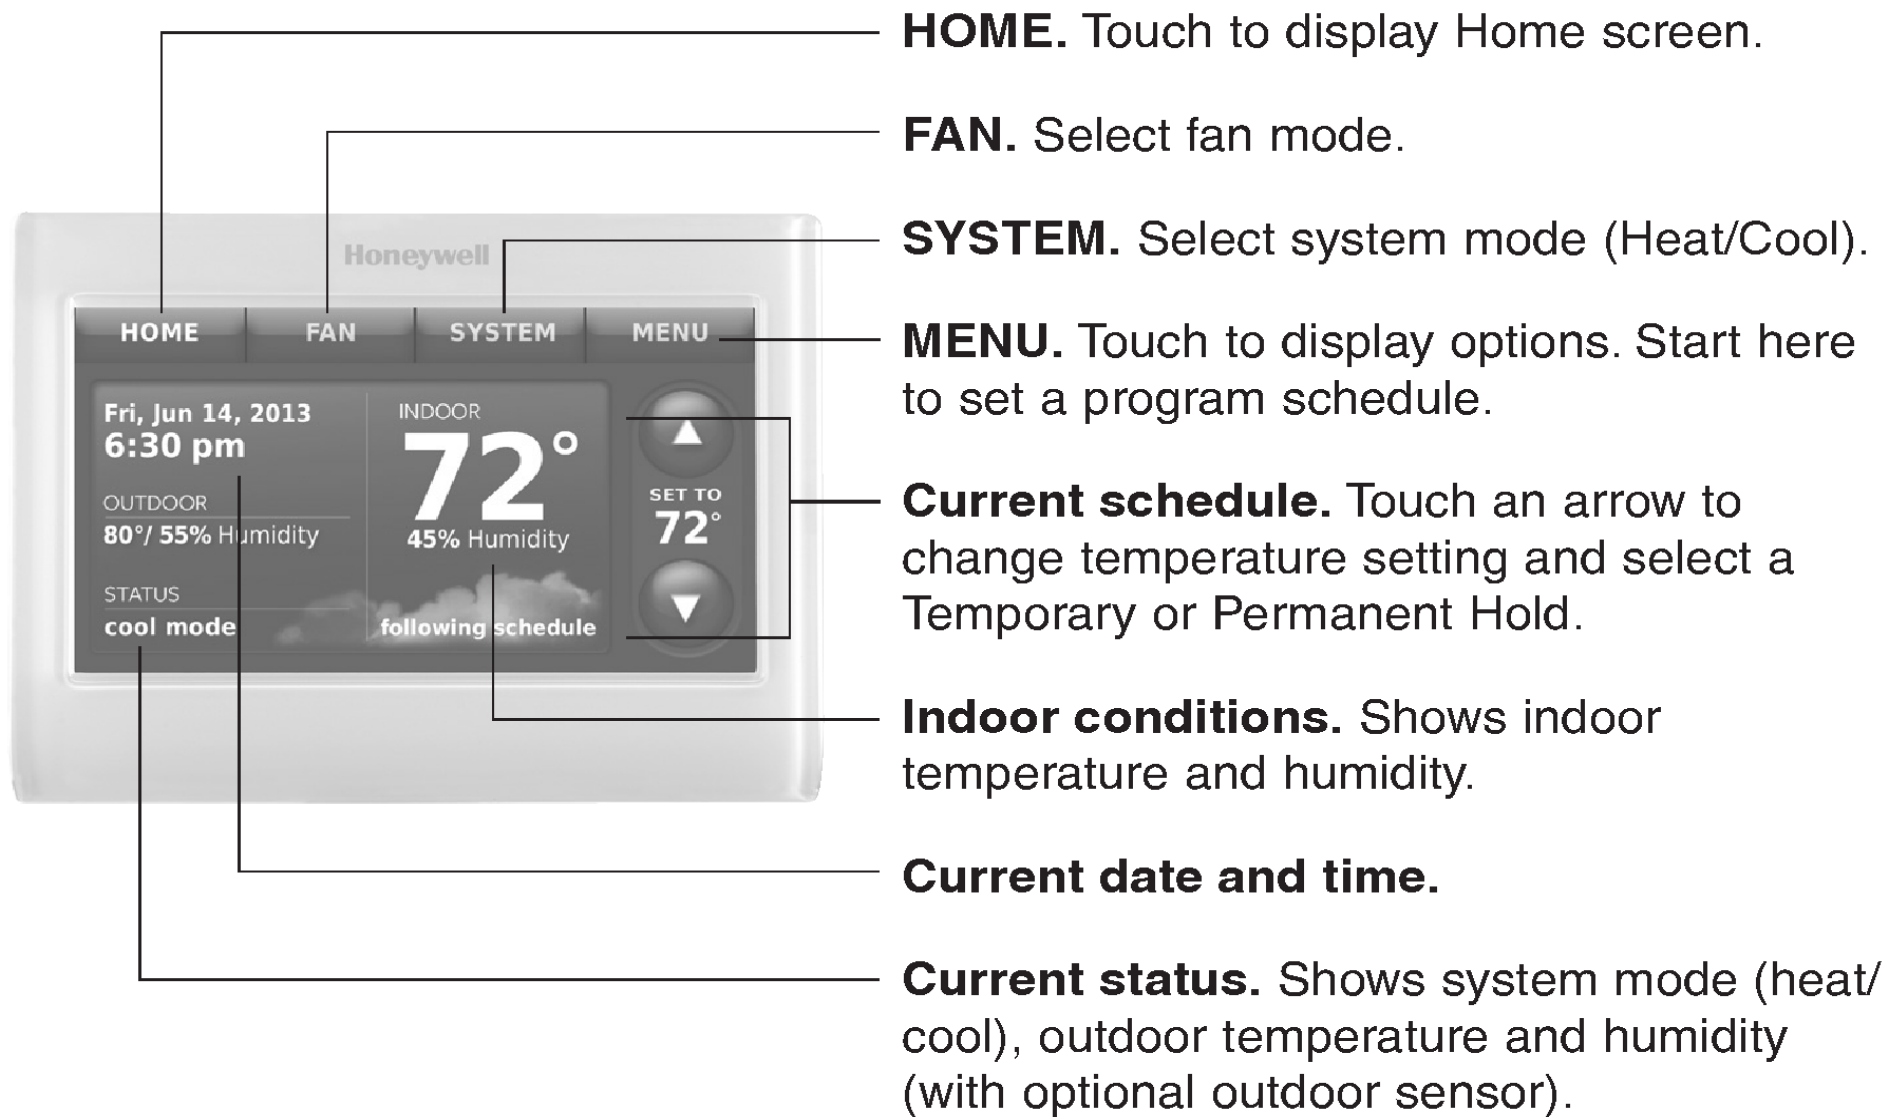 HOME. Touch to display Home screen.
FAN. Select fan mode.
SYSTEM. Select system mode (Heat/Cool).
MENU. Touch to display options. Start here
to set a program schedule.
Current schedule. Touch an arrow to
change temperature setting and select a
Temporary or Permanent Hold.
Indoor conditions. Shows indoor
temperature and humidity.
Current date and time.
Current status. Shows system mode (heat/
cool), outdoor temperature and humidity
(with optional outdoor sensor).
Honeywell
HOME FAN SYSTEM MENU
Fri, Jun 14, 2013
6:30 pm
OUTDOOR
80°/ 55% Humidity
STATUS
cool mode
INDOOR
72°
45% Humidity
following schedule
SET TO
72°